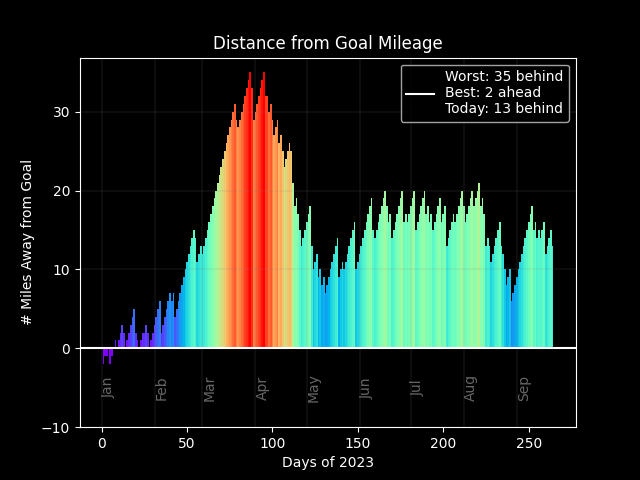 Distance from Goal Mileage
Worst: 35 behind
Best: 2 ahead
Today: 13 behind
# Miles Away from Goal
30
20
10
0
−10
Jan
Feb
Mar
Apr
May
Jun
Jul
Aug
Sep
0
50
100
150
200
250
Days of 2023